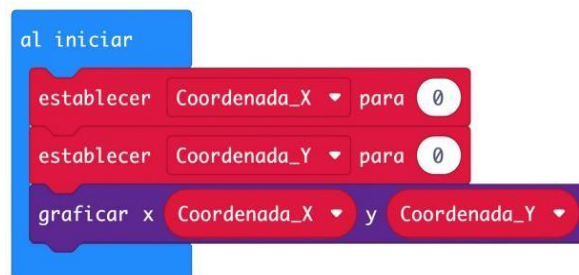 al iniciar
establecer Coordenada_X para 0
establecer Coordenada_Y para 0
graficar x Coordenada_X y Coordenada_Y